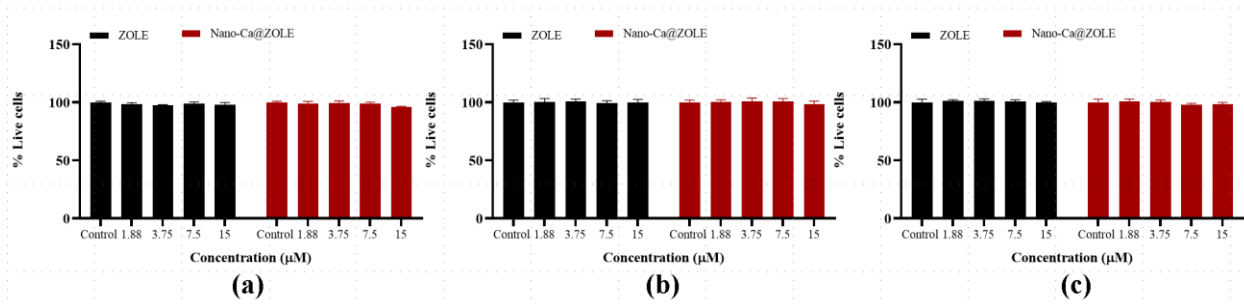 ZOLE Nano-Ca@ZOLE
150
100
50
0
% Live cells
Control 1.88 3.75 7.5 15 Control 1.88 3.75 7.5 15
Concentration (μM)
(a)
ZOLE Nano-Ca@ZOLE
150
100
50
0
% Live cells
Control 1.88 3.75 7.5 15 Control 1.88 3.75 7.5 15
Concentration (μM)
(b)
ZOLE Nano-Ca@ZOLE
150
100
50
0
% Live cells
Control 1.88 3.75 7.5 15 Control 1.88 3.75 7.5 15
Concentration (μM)
(c)